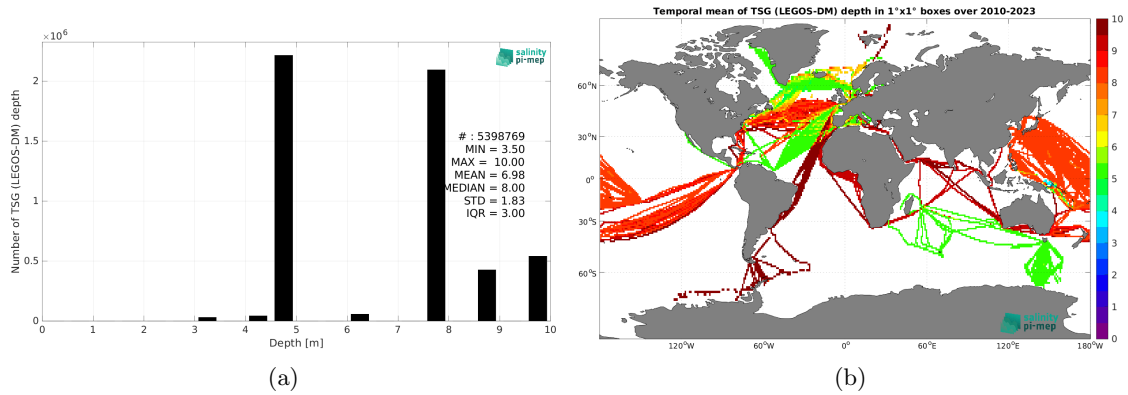 ×10⁶
2
1.5
1
0.5
0
Number of TSG (LEGOS-DM) depth
salinity
pi-mep
# : 5398769
MIN = 3.50
MAX = 10.00
MEAN = 6.98
MEDIAN = 8.00
STD = 1.83
IQR = 3.00
0 1 2 3 4 5 6 7 8 9 10
Depth [m]
(a)
Temporal mean of TSG (LEGOS-DM) depth in 1°x1° boxes over 2010-2023
60°N
30°N
0°
30°S
60°S
120°W 60°W 0° 60°E 120°E 180°W
salinity
pi-mep
10
9
8
7
6
5
4
3
2
1
0
(b)